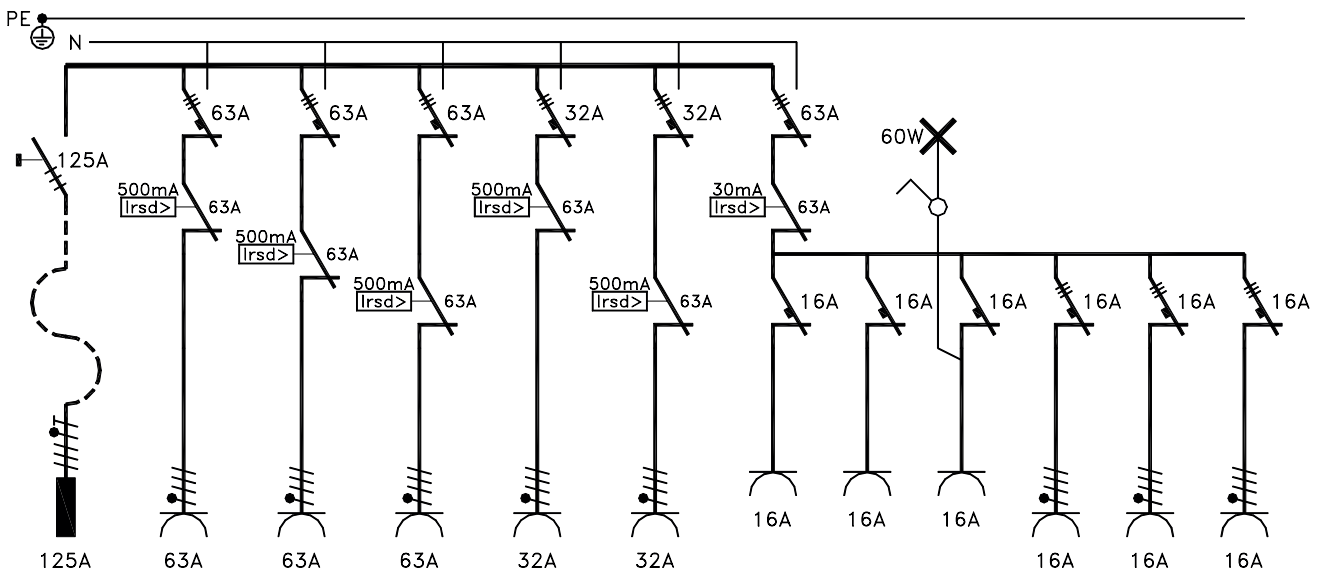 PE
N
63A 63A 63A 32A 32A 63A
60W
125A
500mA 500mA 30mA
Irsd> 63A Irsd> 63A Irsd> 63A
500mA
Irsd> 63A
500mA 500mA
Irsd> 63A Irsd> 63A
16A 16A 16A 16A 16A 16A
16A 16A 16A
125A 63A 63A 63A 32A 32A 16A 16A 16A